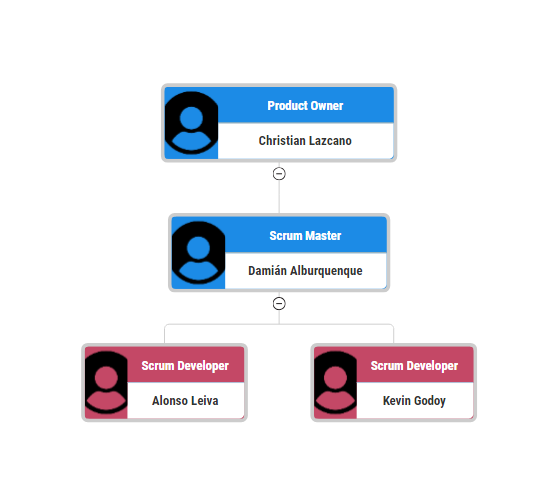 Product Owner
Christian Lazcano
Scrum Master
Damián Alburquenque
Scrum Developer
Alonso Leiva
Scrum Developer
Kevin Godoy